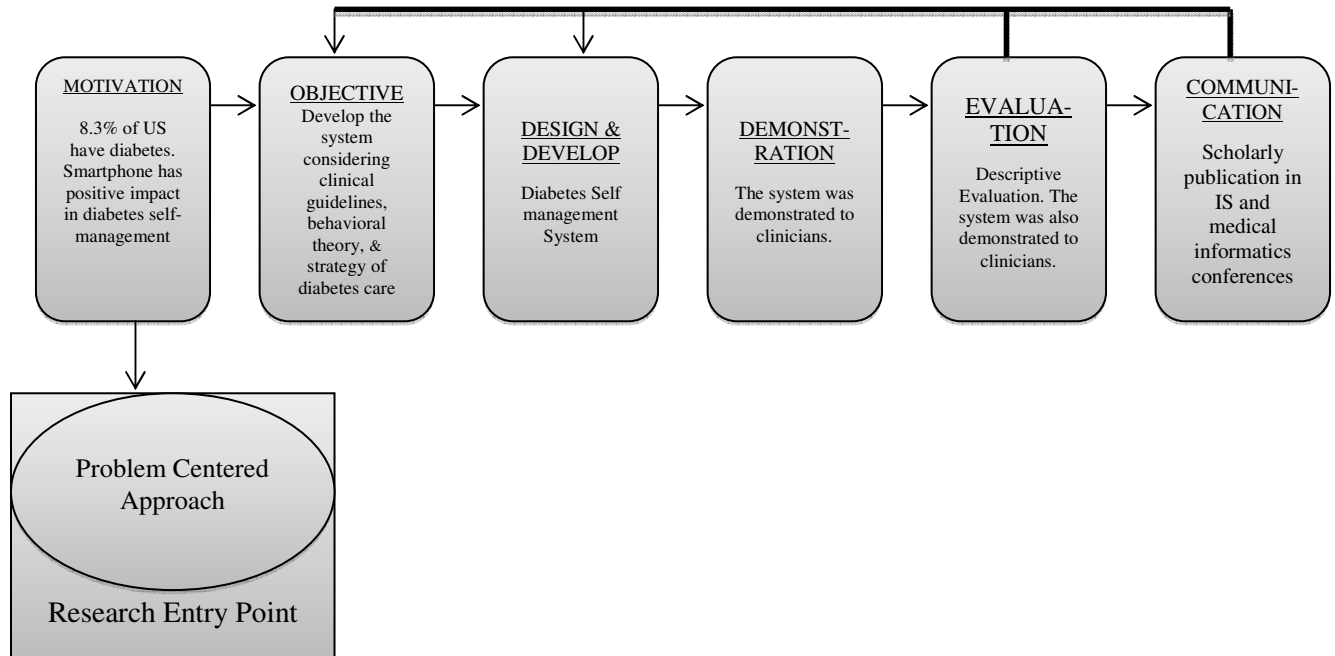 MOTIVATION
8.3% of US
have diabetes.
Smartphone has
positive impact
in diabetes self-
management
OBJECTIVE
Develop the
system
considering
clinical
guidelines,
behavioral
theory, &
strategy of
diabetes care
DESIGN &
DEVELOP
Diabetes Self
management
System
DEMONST-
RATION
The system was
demonstrated to
clinicians.
EVALUA-
TION
Descriptive
Evaluation. The
system was also
demonstrated to
clinicians.
COMMUNI-
CATION
Scholarly
publication in
IS and
medical
informatics
conferences
Problem Centered
Approach
Research Entry Point